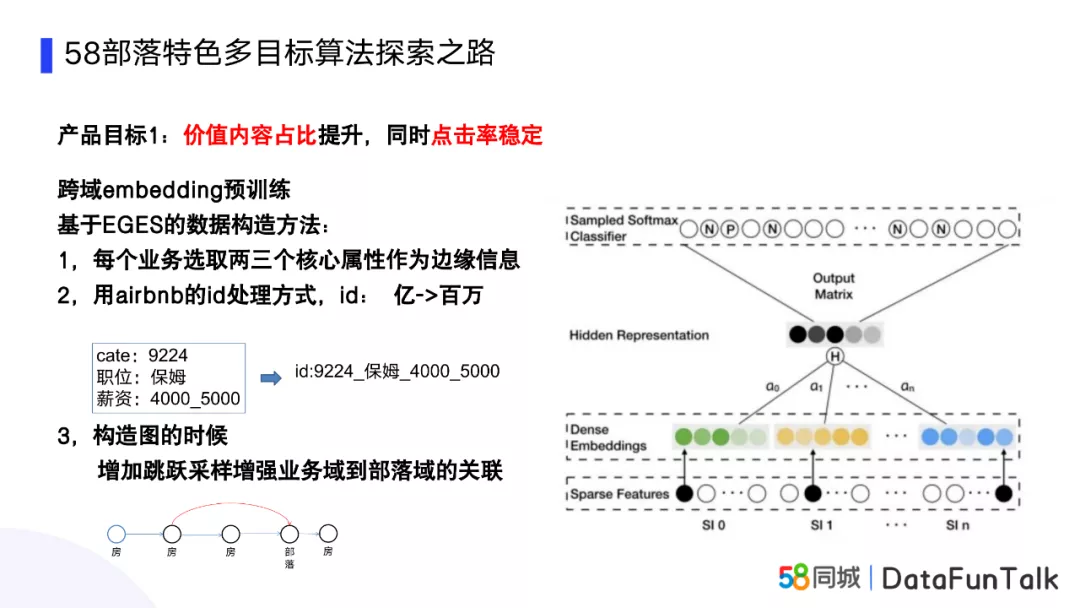 58部落特色多目标算法探索之路
产品目标1：价值内容占比提升，同时点击率稳定
跨域embedding预训练
基于EGES的数据构造方法：
1，每个业务选取两三个核心属性作为边缘信息
2，用airbnb的id处理方式，id： 亿->百万
cate：9224
职位：保姆
薪资：4000_5000
id:9224_保姆_4000_5000
3，构造图的时候
增加跳跃采样增强业务域到部落域的关联
房
房
房
部
落
房
Sampled Softmax
Classifier
N P N ··· N N
Output
Matrix
Hidden Representation
H
a0 a1 ··· an
Dense
Embeddings
···
Sparse Features
··· ··· ···
SI 0 SI 1 ··· SI n
58同城 | DataFunTalk